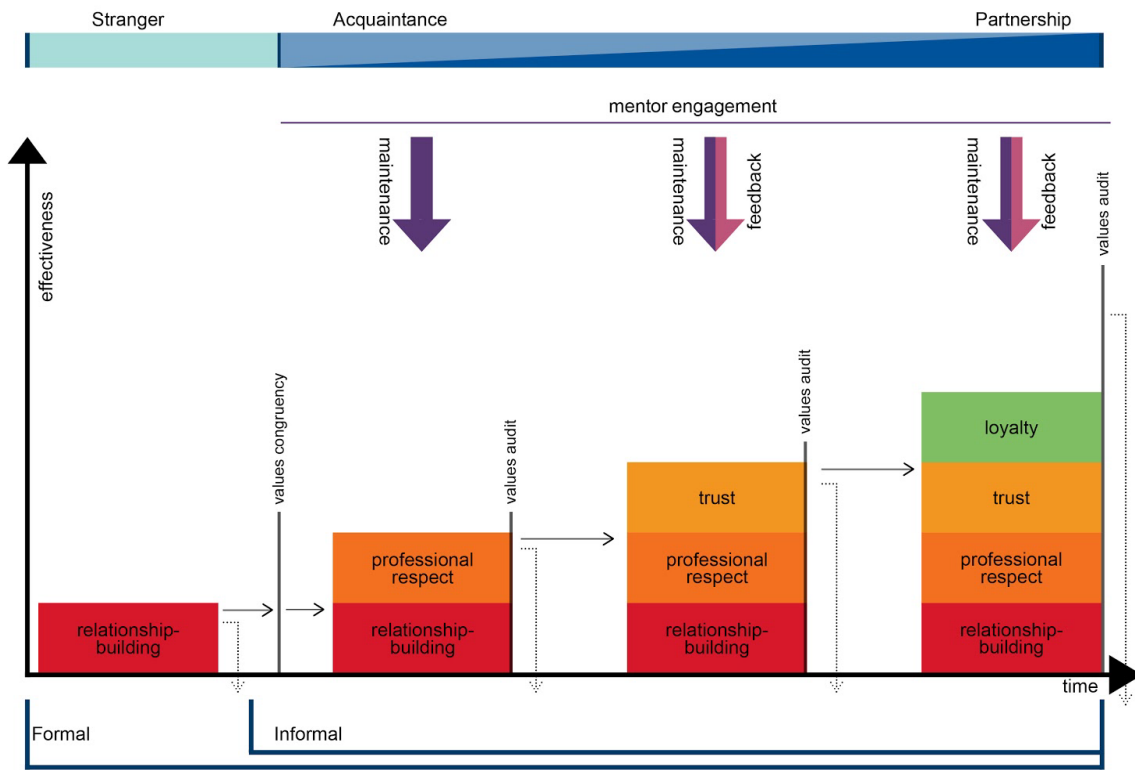 Stranger
Acquaintance
Partnership
mentor engagement
maintenance
maintenance
feedback
maintenance
feedback
values audit
effectiveness
values congruency
values audit
values audit
loyalty
trust
trust
professional
respect
professional
respect
professional
respect
relationship-
building
relationship-
building
relationship-
building
relationship-
building
time
Formal
Informal